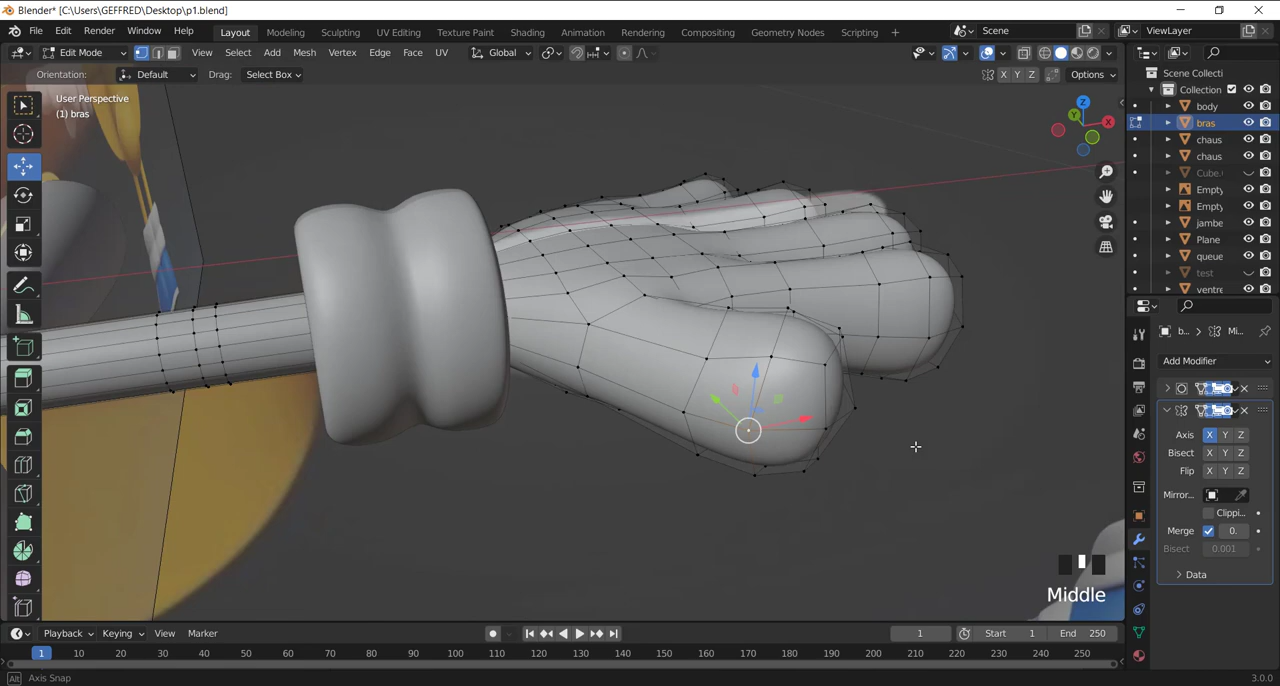 Blender* [C:\Users\GEFFRED\Desktop\p1.blend]
File Edit Render Window Help Layout Modeling Sculpting UV Editing Texture Paint Shading Animation Rendering Compositing Geometry Nodes Scripting + Scene ViewLayer
Edit Mode View Select Add Mesh Vertex Edge Face UV Global
Orientation: Default Drag: Select Box X Y Z Options
User Perspective
(1) bras
Z
Y
X
Scene Collecti
Collection
body
bras
chaus
chaus
Cube.
Empty
Empty
jambe
Plane
queue
test
ventre
b... > Mi...
Add Modifier
Axis X Y Z
Bisect X Y Z
Flip X Y Z
Mirror...
Clippi...
Merge 0.
Bisect 0.001
Data
Middle
Playback Keying View Marker 1 Start 1 End 250
1 10 20 30 40 50 60 70 80 90 100 110 120 130 140 150 160 170 180 190 200 210 220 230 240 250
Alt Axis Snap 3.0.0